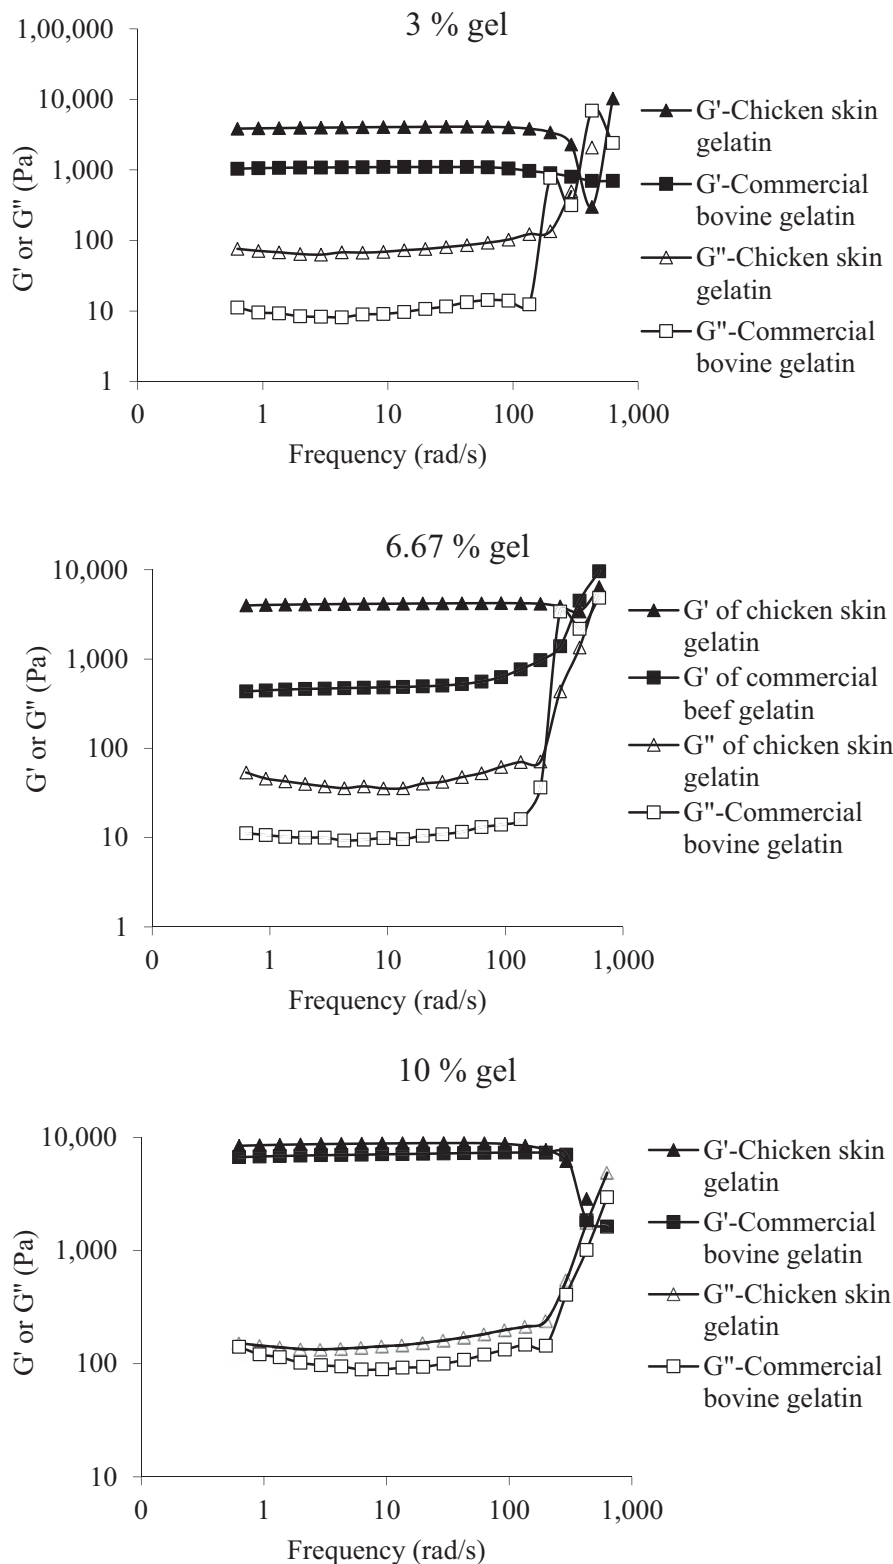 3 % gel
1,00,000
10,000
1,000
100
10
1
G' or G" (Pa)
0
1
10
100
1,000
Frequency (rad/s)
G'-Chicken skin
gelatin
G'-Commercial
bovine gelatin
G"-Chicken skin
gelatin
G"-Commercial
bovine gelatin
6.67 % gel
10,000
1,000
100
10
1
G' or G" (Pa)
0
1
10
100
1,000
Frequency (rad/s)
G' of chicken skin
gelatin
G' of commercial
beef gelatin
G" of chicken skin
gelatin
G"-Commercial
bovine gelatin
10 % gel
10,000
1,000
100
10
G' or G" (Pa)
0
1
10
100
1,000
Frequency (rad/s)
G'-Chicken skin
gelatin
G'-Commercial
bovine gelatin
G"-Chicken skin
gelatin
G"-Commercial
bovine gelatin